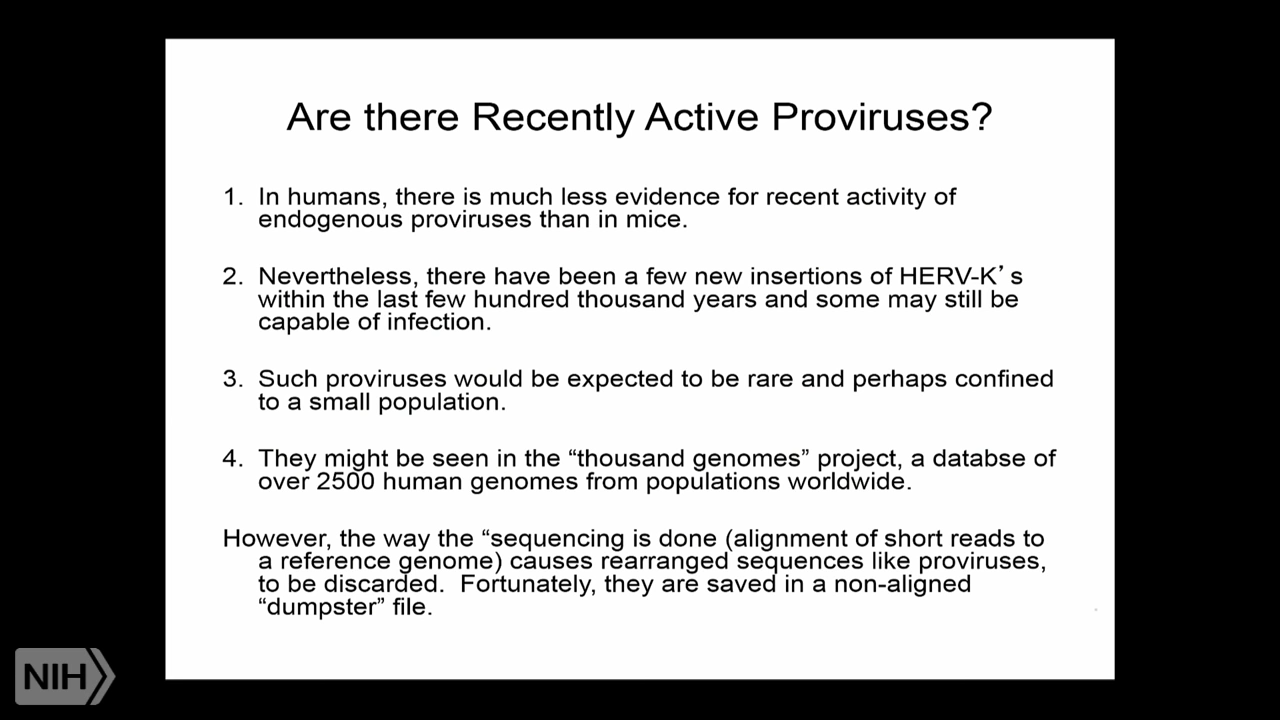 Are there Recently Active Proviruses?
1. In humans, there is much less evidence for recent activity of
endogenous proviruses than in mice.
2. Nevertheless, there have been a few new insertions of HERV-K’s
within the last few hundred thousand years and some may still be
capable of infection.
3. Such proviruses would be expected to be rare and perhaps confined
to a small population.
4. They might be seen in the “thousand genomes” project, a databse of
over 2500 human genomes from populations worldwide.
However, the way the “sequencing is done (alignment of short reads to
a reference genome) causes rearranged sequences like proviruses,
to be discarded. Fortunately, they are saved in a non-aligned
“dumpster” file.
NIH